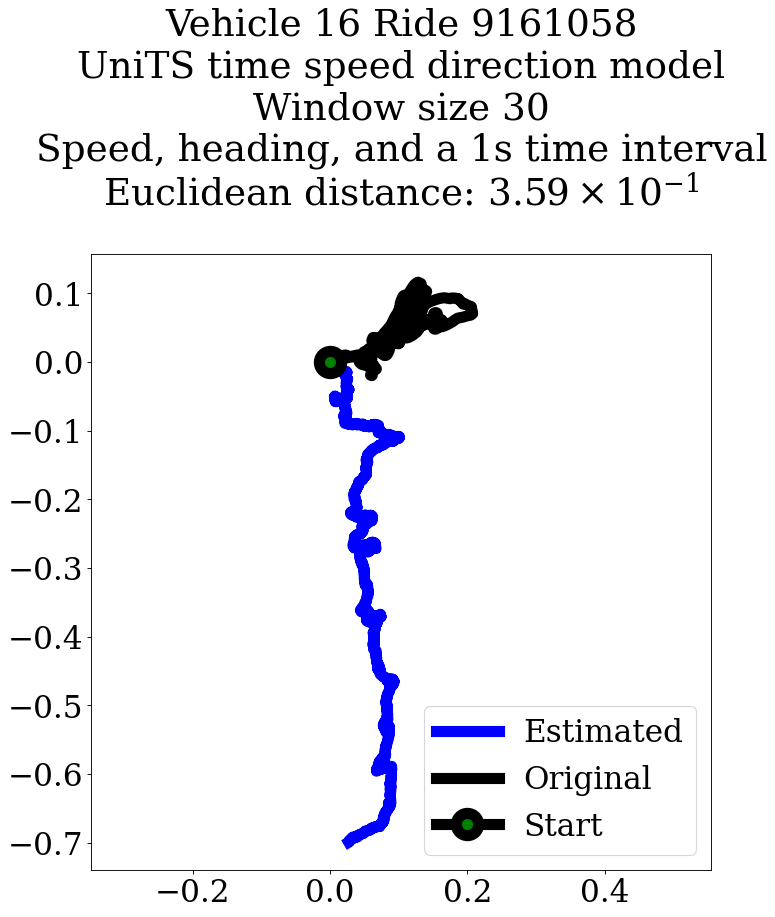 Vehicle 16 Ride 9161058
UniTS time speed direction model
Window size 30
Speed, heading, and a 1s time interval
Euclidean distance: 3.59 × 10⁻¹
0.1
0.0
−0.1
−0.2
−0.3
−0.4
−0.5
−0.6
−0.7
Estimated
Original
Start
−0.2 0.0 0.2 0.4